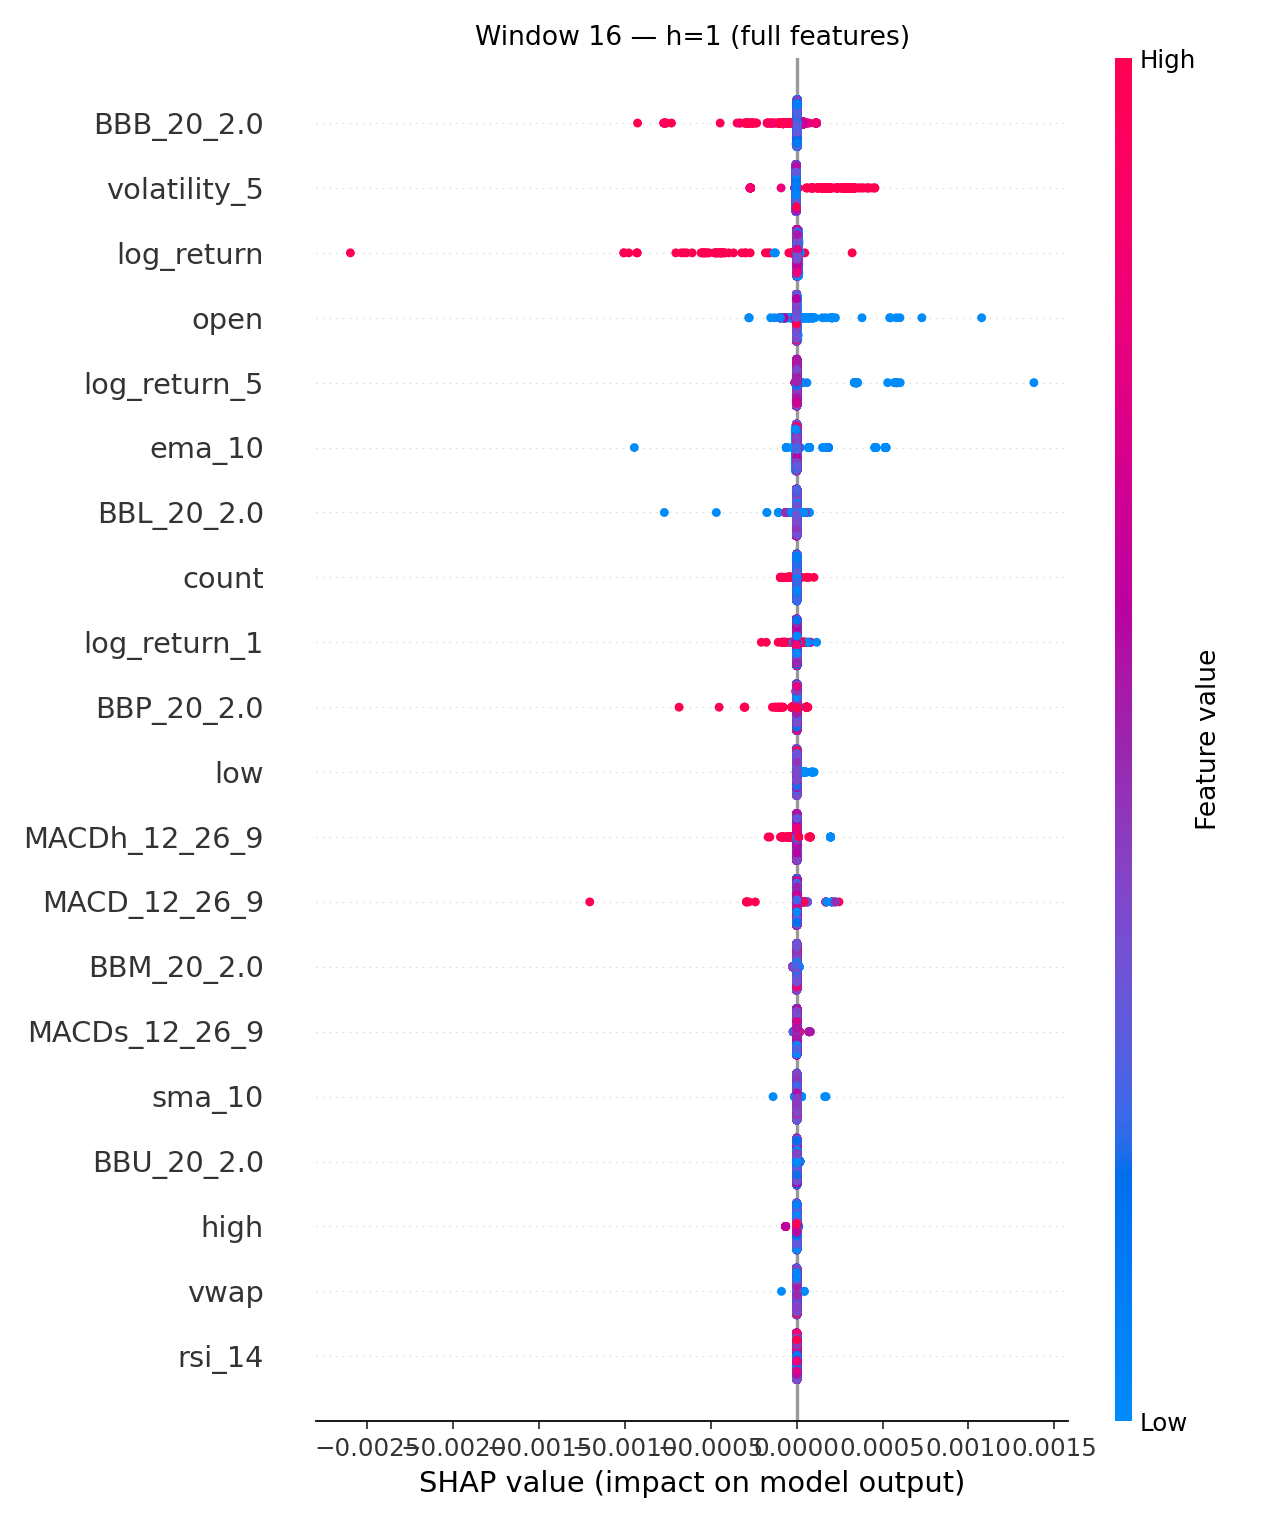 Window 16 — h=1 (full features)
High
BBB_20_2.0
volatility_5
log_return
open
log_return_5
ema_10
BBL_20_2.0
count
log_return_1
BBP_20_2.0
low
MACDh_12_26_9
MACD_12_26_9
BBM_20_2.0
MACDs_12_26_9
sma_10
BBU_20_2.0
high
vwap
rsi_14
Feature value
Low
−0.0025 −0.0020 −0.0015 −0.0010 −0.0005 0.0000 0.0005 0.0010 0.0015
SHAP value (impact on model output)